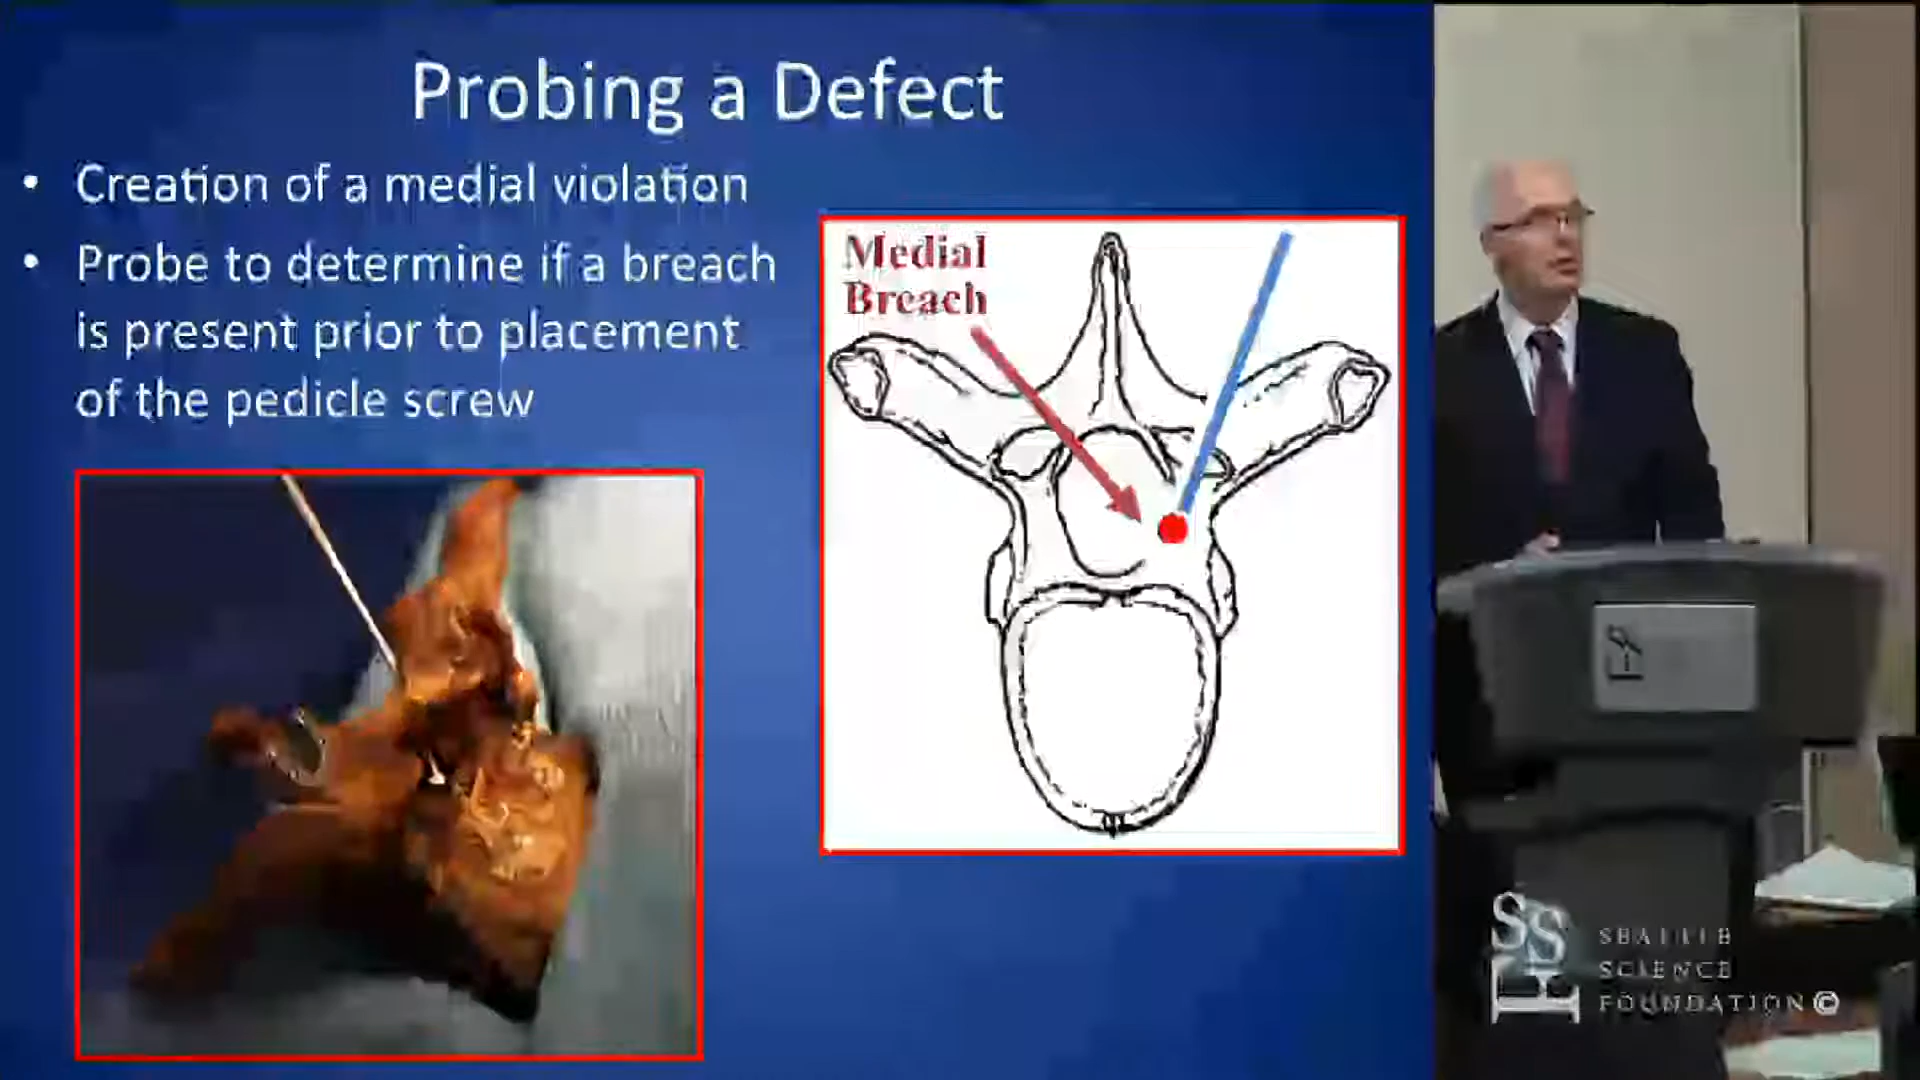 Probing a Defect
• Creation of a medial violation
• Probe to determine if a breach
is present prior to placement
of the pedicle screw
Medial
Breach
SSF
SEATTLE
SCIENCE
FOUNDATION©